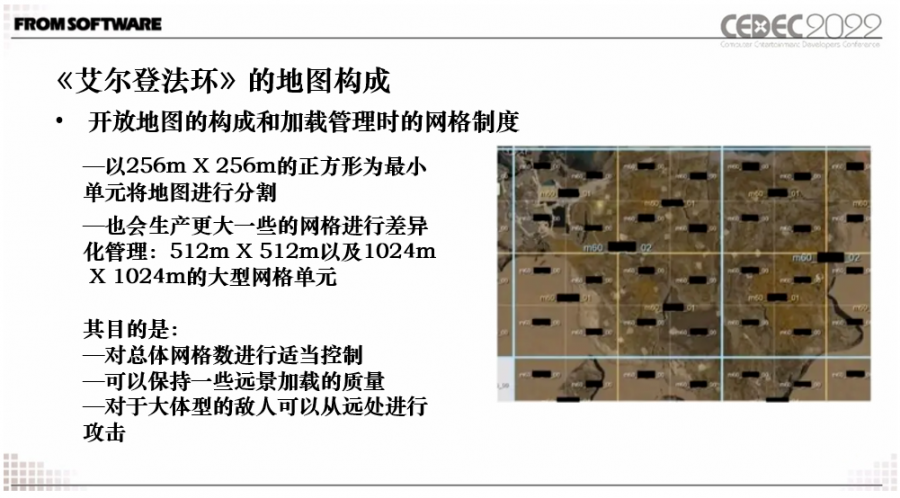 FROMSOFTWARE
CEDEC2022
Computer Entertainment Developers Conference
《艾尔登法环》的地图构成
• 开放地图的构成和加载管理时的网格制度
—以256m X 256m的正方形为最小
单元将地图进行分割
—也会生产更大一些的网格进行差异
化管理：512m X 512m以及1024m
X 1024m的大型网格单元
其目的是：
—对总体网格数进行适当控制
—可以保持一些远景加载的质量
—对于大体型的敌人可以从远处进行
攻击
m60 01
m60 01
m60 01
m60 02
m60 02
m60 01
m60 01
m60 01